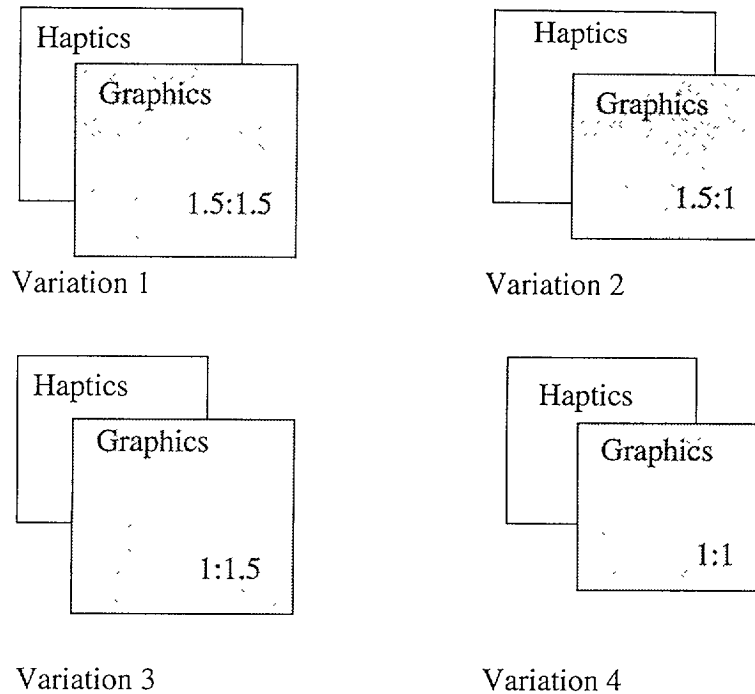 Haptics
Graphics
1.5:1.5
Variation 1
Haptics
Graphics
1.5:1
Variation 2
Haptics
Graphics
1:1.5
Variation 3
Haptics
Graphics
1:1
Variation 4